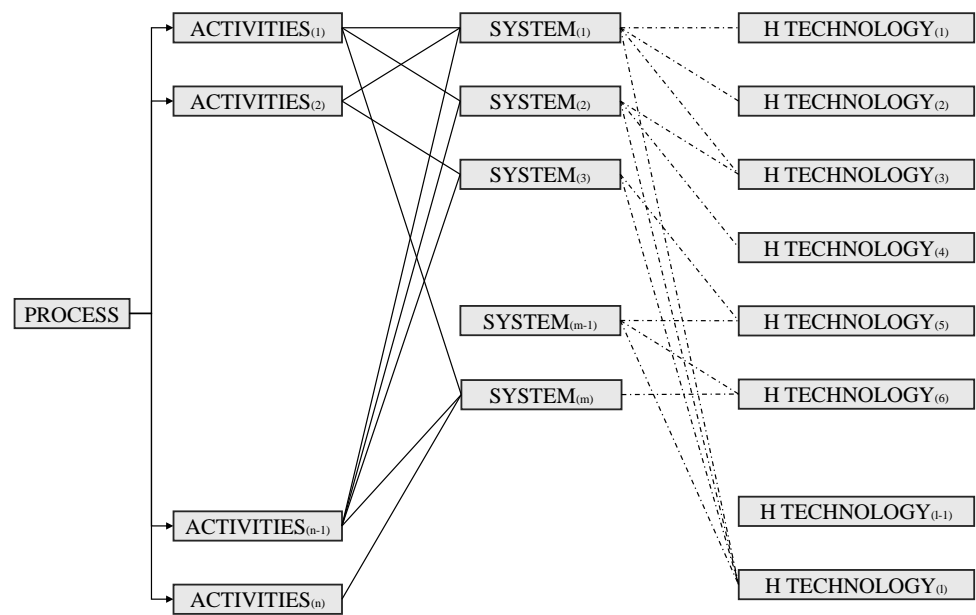 ACTIVITIES(1) SYSTEM(1) H TECHNOLOGY(1)
ACTIVITIES(2) SYSTEM(2) H TECHNOLOGY(2)
SYSTEM(3) H TECHNOLOGY(3)
H TECHNOLOGY(4)
PROCESS SYSTEM(m-1) H TECHNOLOGY(5)
SYSTEM(m) H TECHNOLOGY(6)
ACTIVITIES(n-1) H TECHNOLOGY(l-1)
ACTIVITIES(n) H TECHNOLOGY(l)